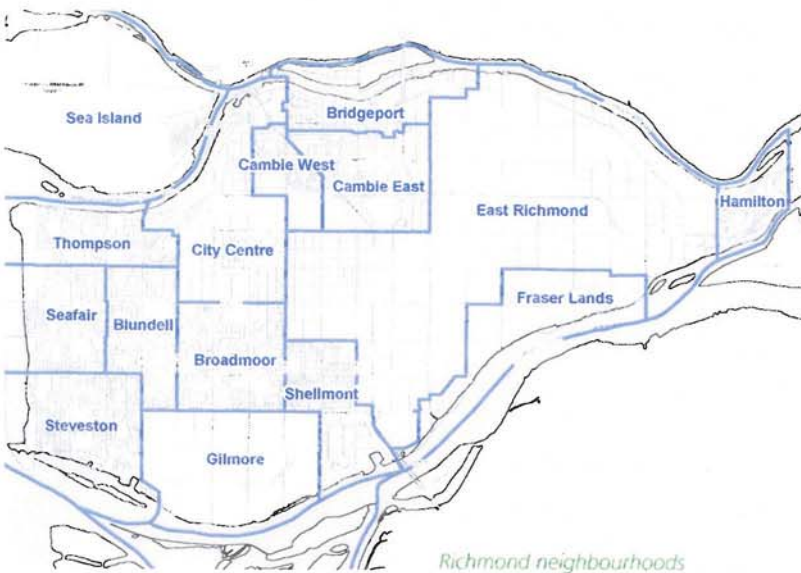 Sea Island
Bridgeport
Cambie West
Cambie East
Hamilton
East Richmond
Thompson
City Centre
Fraser Lands
Seafair
Blundell
Broadmoor
Shellmont
Steveston
Gilmore
Richmond neighbourhoods